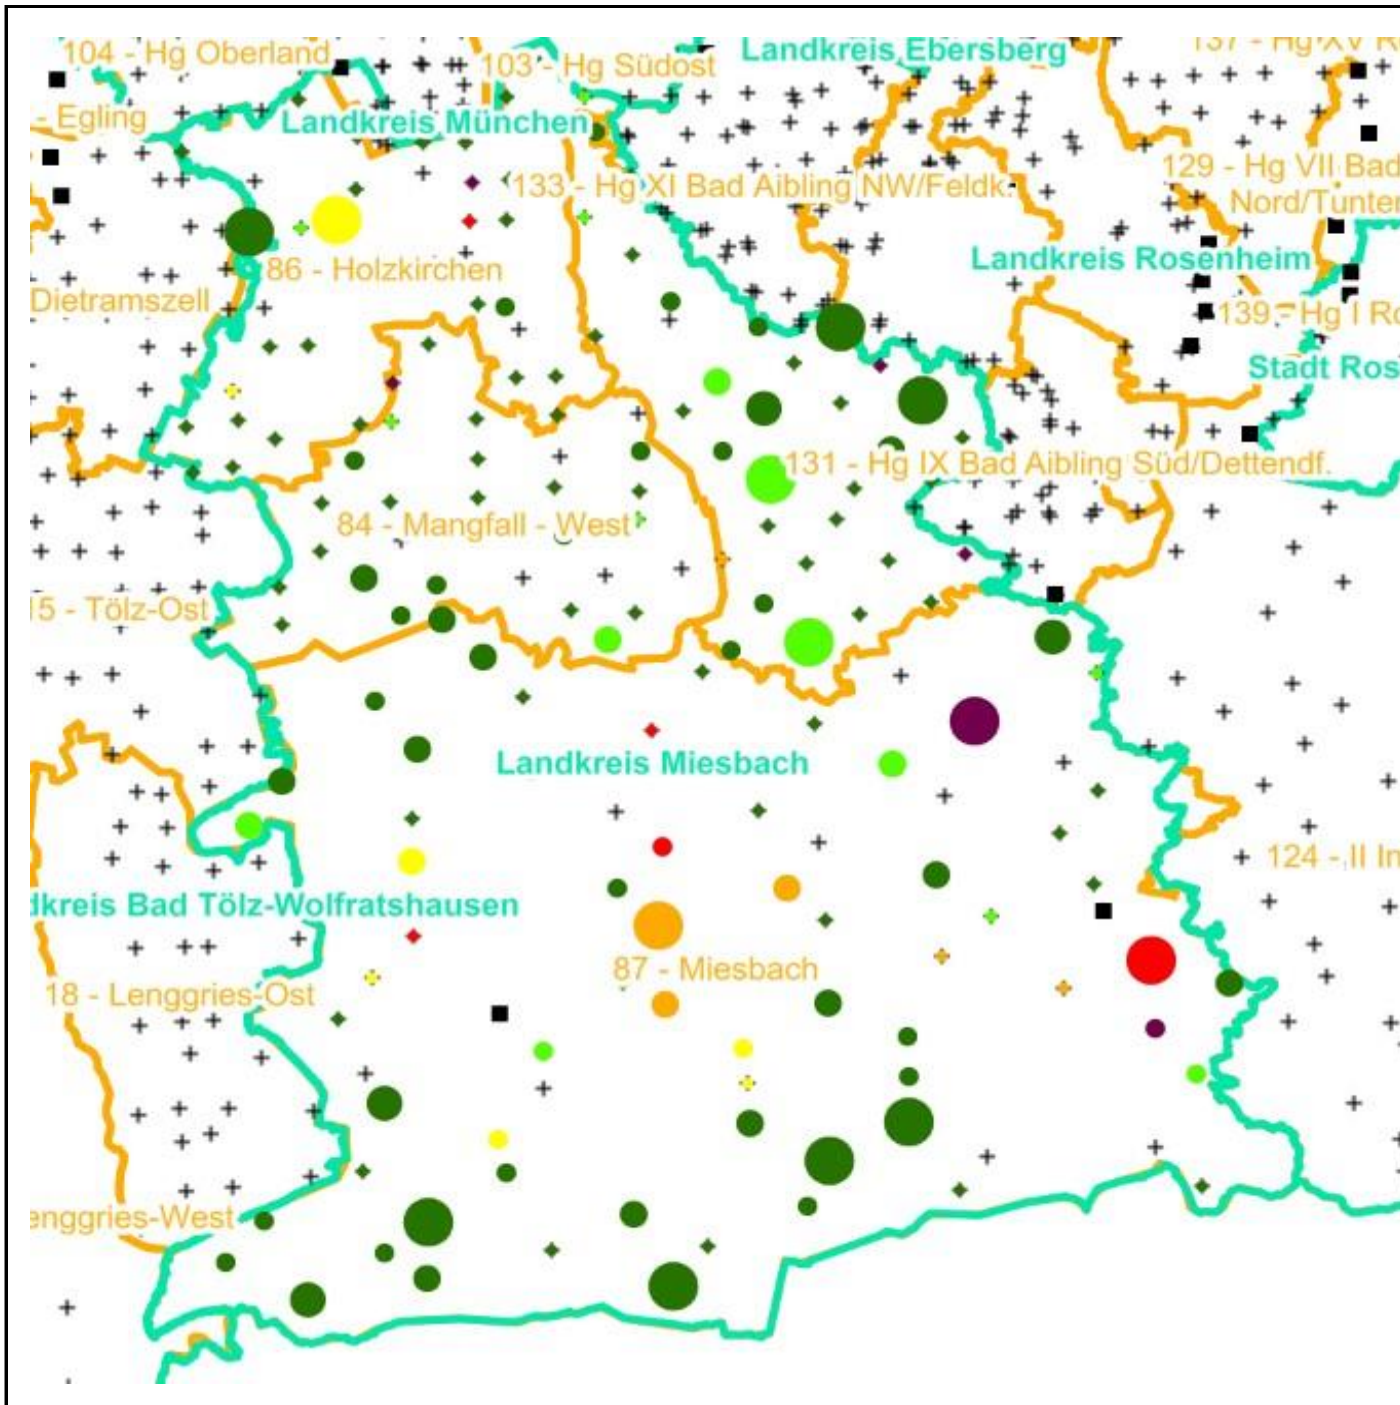 104 - Hg Oberland
103 - Hg Südost
Landkreis Ebersberg
137 - Hg XV R
- Egling
Landkreis München
129 - Hg VII Bad
Nord/Tunter
133 - Hg XI Bad Aibling NW/Feldk.
Landkreis Rosenheim
86 - Holzkirchen
Dietramszell
139 - Hg I Ro
Stadt Ros
131 - Hg IX Bad Aibling Süd/Dettendf.
84 - Mangfall - West
15 - Tölz-Ost
Landkreis Miesbach
124 - II In
dkreis Bad Tölz-Wolfratshausen
87 - Miesbach
18 - Lenggries-Ost
enggries-West